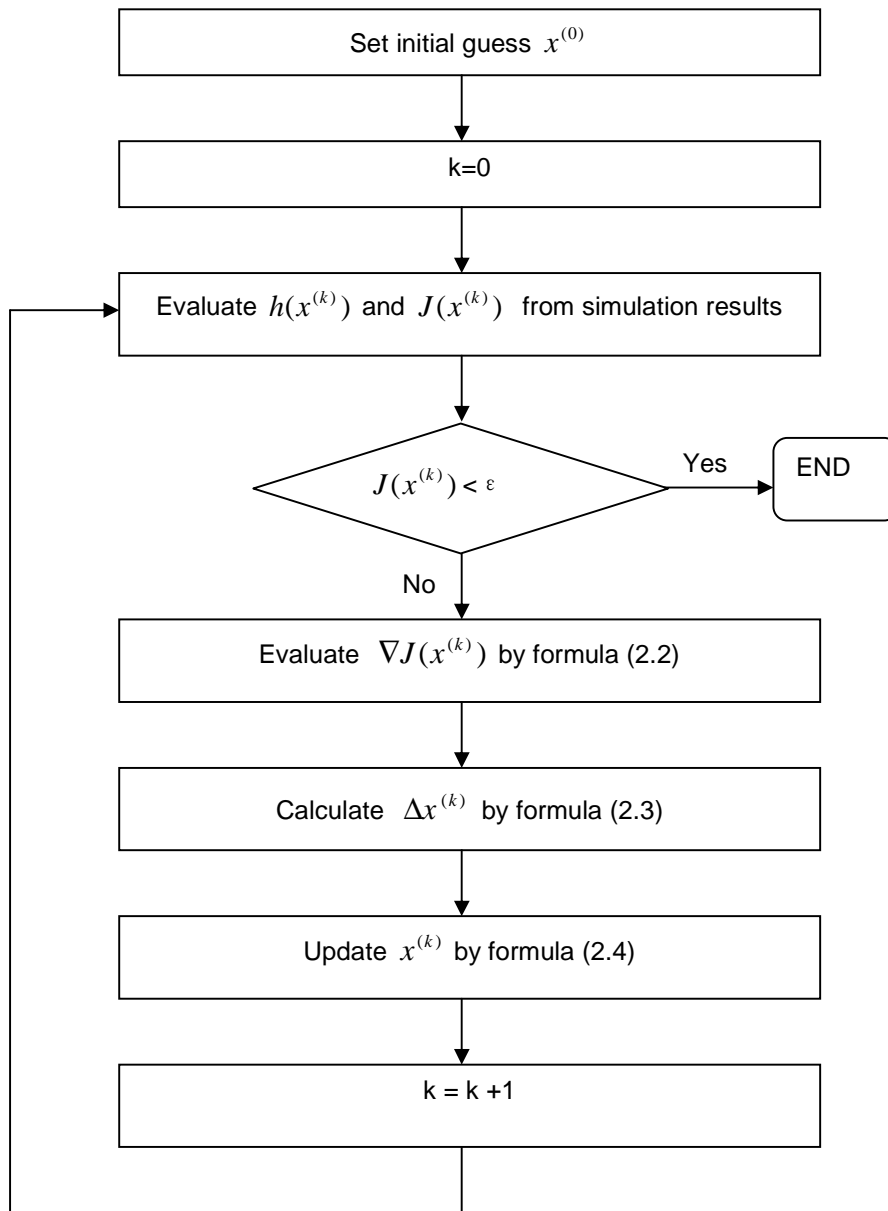 Set initial guess x^{(0)}
k=0
Evaluate h(x^{(k)}) and J(x^{(k)}) from simulation results
J(x^{(k)}) < ε
Yes
END
No
Evaluate ∇J(x^{(k)}) by formula (2.2)
Calculate Δx^{(k)} by formula (2.3)
Update x^{(k)} by formula (2.4)
k = k +1